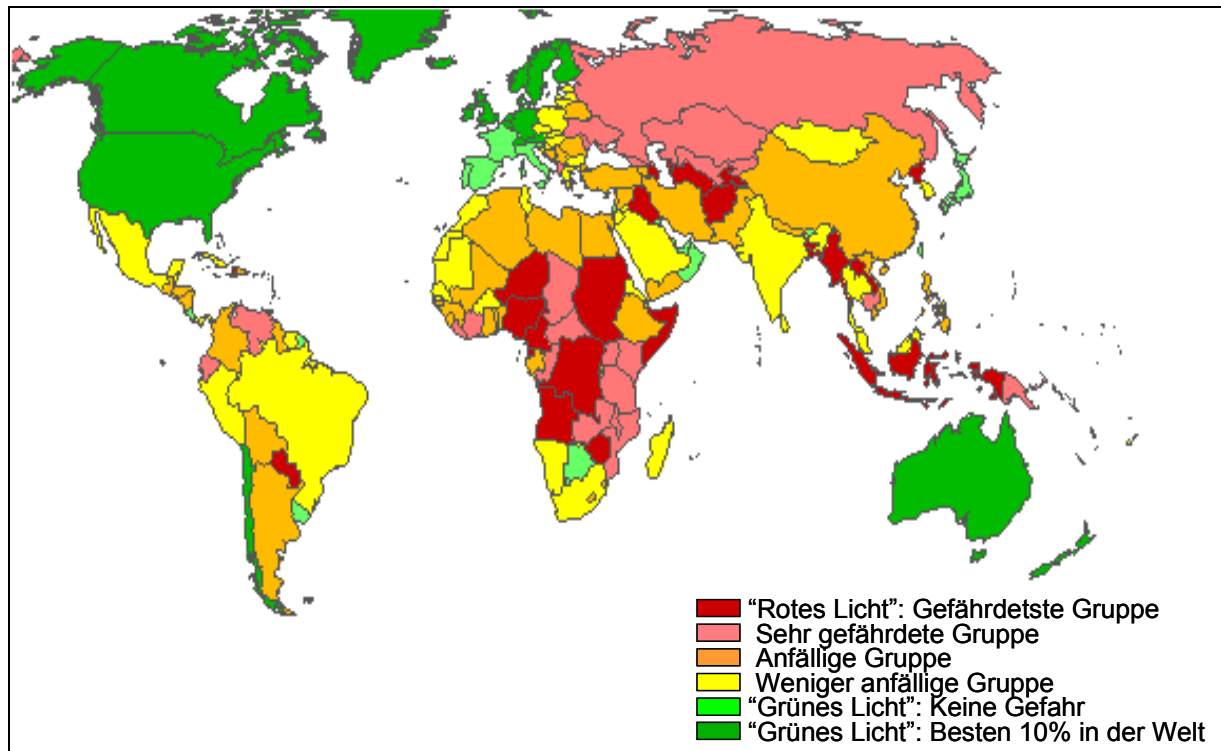 “Rotes Licht”: Gefährdetste Gruppe
Sehr gefährdete Gruppe
Anfällige Gruppe
Weniger anfällige Gruppe
“Grünes Licht”: Keine Gefahr
“Grünes Licht”: Besten 10% in der Welt